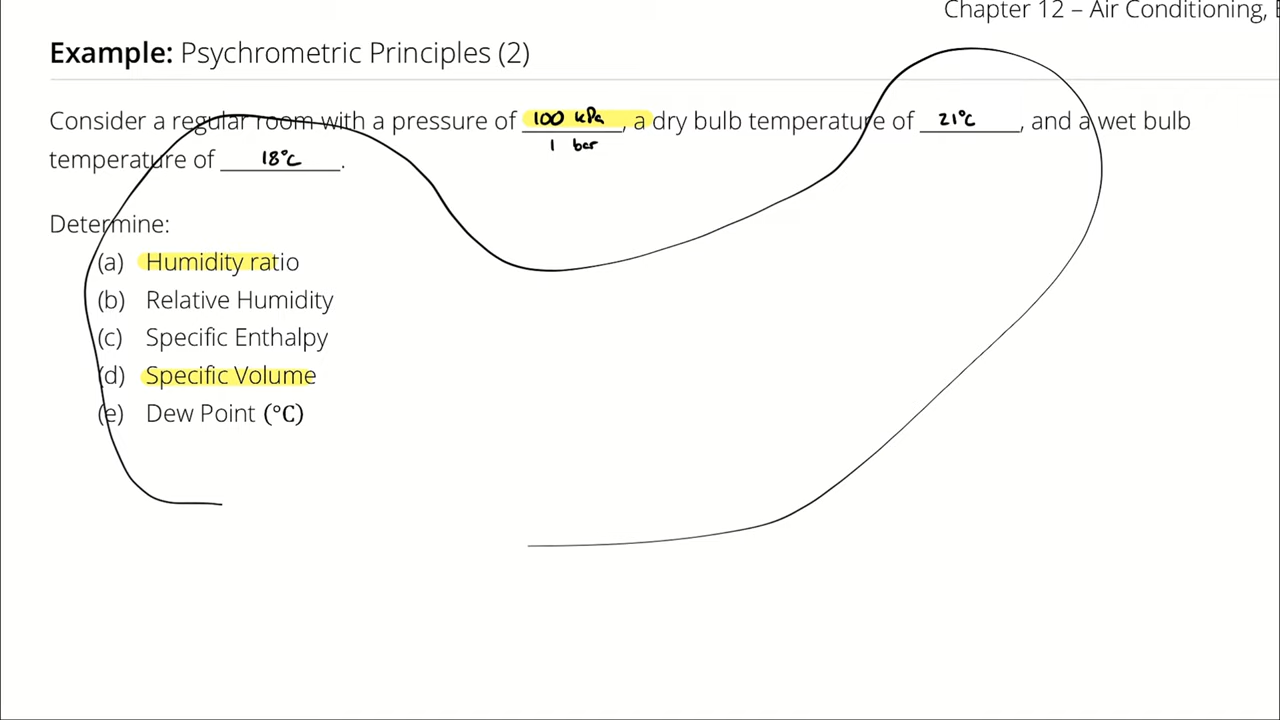 Chapter 12 – Air Conditioning,
Example: Psychrometric Principles (2)
Consider a regular room with a pressure of 100 kPa, a dry bulb temperature of 21°C, and a wet bulb
1 bar
temperature of 18°C.
Determine:
(a) Humidity ratio
(b) Relative Humidity
(c) Specific Enthalpy
(d) Specific Volume
(e) Dew Point (°C)